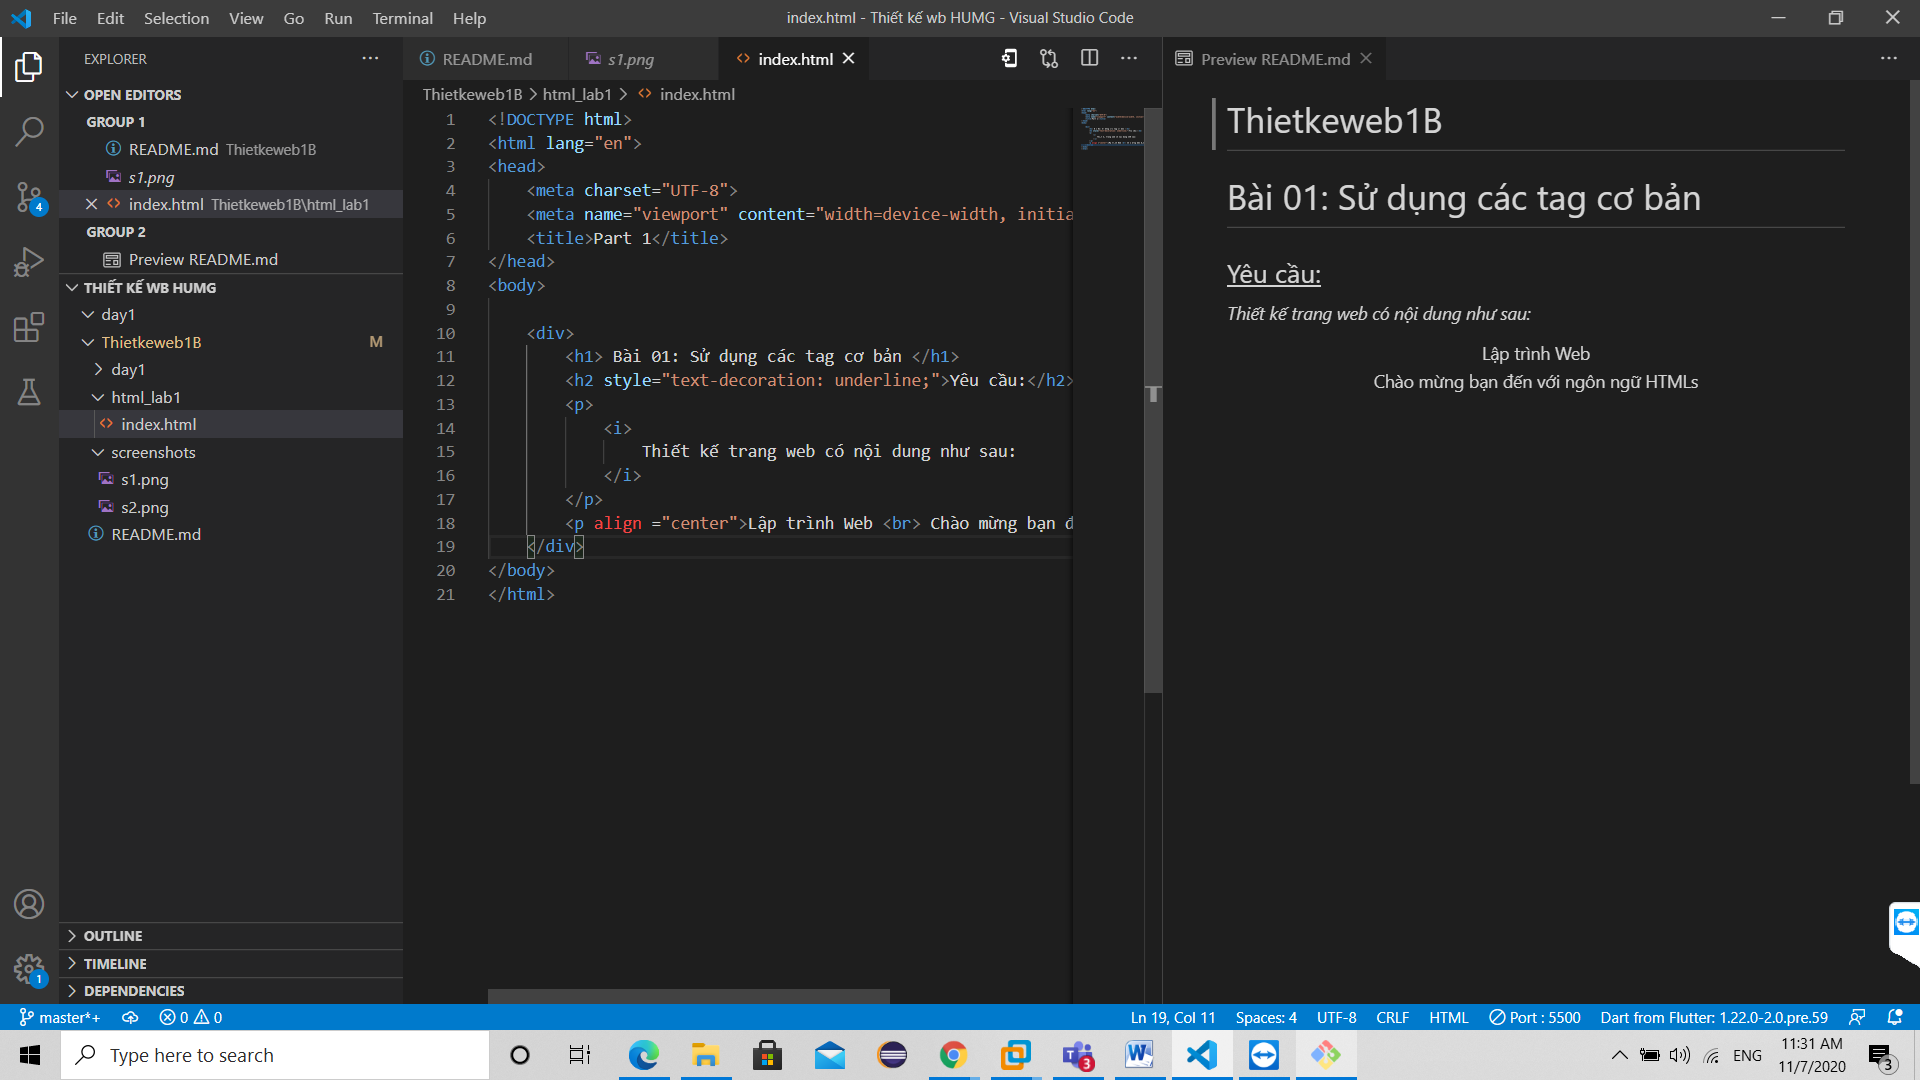 File Edit Selection View Go Run Terminal Help
index.html - Thiết kế wb HUMG - Visual Studio Code
EXPLORER
OPEN EDITORS
GROUP 1
README.md Thietkeweb1B
s1.png
index.html Thietkeweb1B\html_lab1
GROUP 2
Preview README.md
THIẾT KẾ WB HUMG
day1
Thietkeweb1B M
day1
html_lab1
index.html
screenshots
s1.png
s2.png
README.md
OUTLINE
TIMELINE
DEPENDENCIES
4
1
README.md
s1.png
index.html
Thietkeweb1B > html_lab1 > index.html
1 <!DOCTYPE html>
2 <html lang="en">
3 <head>
4 <meta charset="UTF-8">
5 <meta name="viewport" content="width=device-width, initia
6 <title>Part 1</title>
7 </head>
8 <body>
9
10 <div>
11 <h1> Bài 01: Sử dụng các tag cơ bản </h1>
12 <h2 style="text-decoration: underline;">Yêu cầu:</h2>
13 <p>
14 <i>
15 Thiết kế trang web có nội dung như sau:
16 </i>
17 </p>
18 <p align ="center">Lập trình Web <br> Chào mừng bạn đ
19 </div>
20 </body>
21 </html>
Preview README.md
Thietkeweb1B
Bài 01: Sử dụng các tag cơ bản
Yêu cầu:
Thiết kế trang web có nội dung như sau:
Lập trình Web
Chào mừng bạn đến với ngôn ngữ HTMLs
master*+ 0 0 Ln 19, Col 11 Spaces: 4 UTF-8 CRLF HTML Port : 5500 Dart from Flutter: 1.22.0-2.0.pre.59
Type here to search
3
ENG
11:31 AM
11/7/2020
3